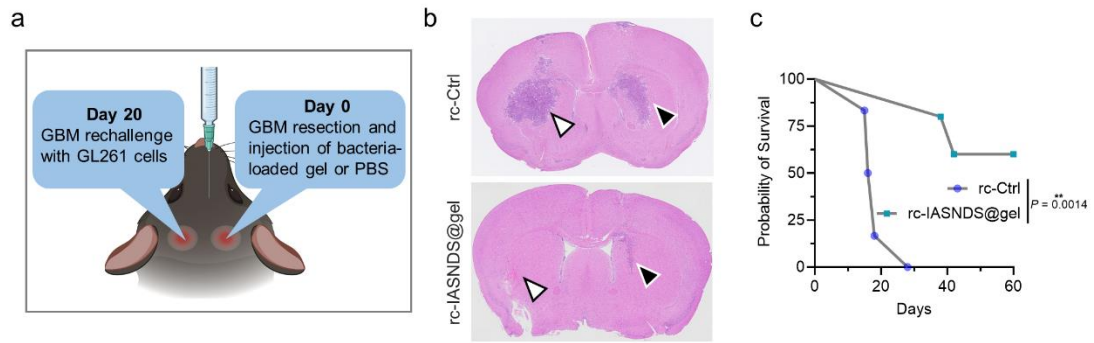 a
Day 20
GBM rechallenge
with GL261 cells
Day 0
GBM resection and
injection of bacteria-
loaded gel or PBS
b
rc-Ctrl
rc-IASNDS@gel
c
Probability of Survival
100
75
50
25
0
0
20
40
60
Days
rc-Ctrl
rc-IASNDS@gel
**
P = 0.0014